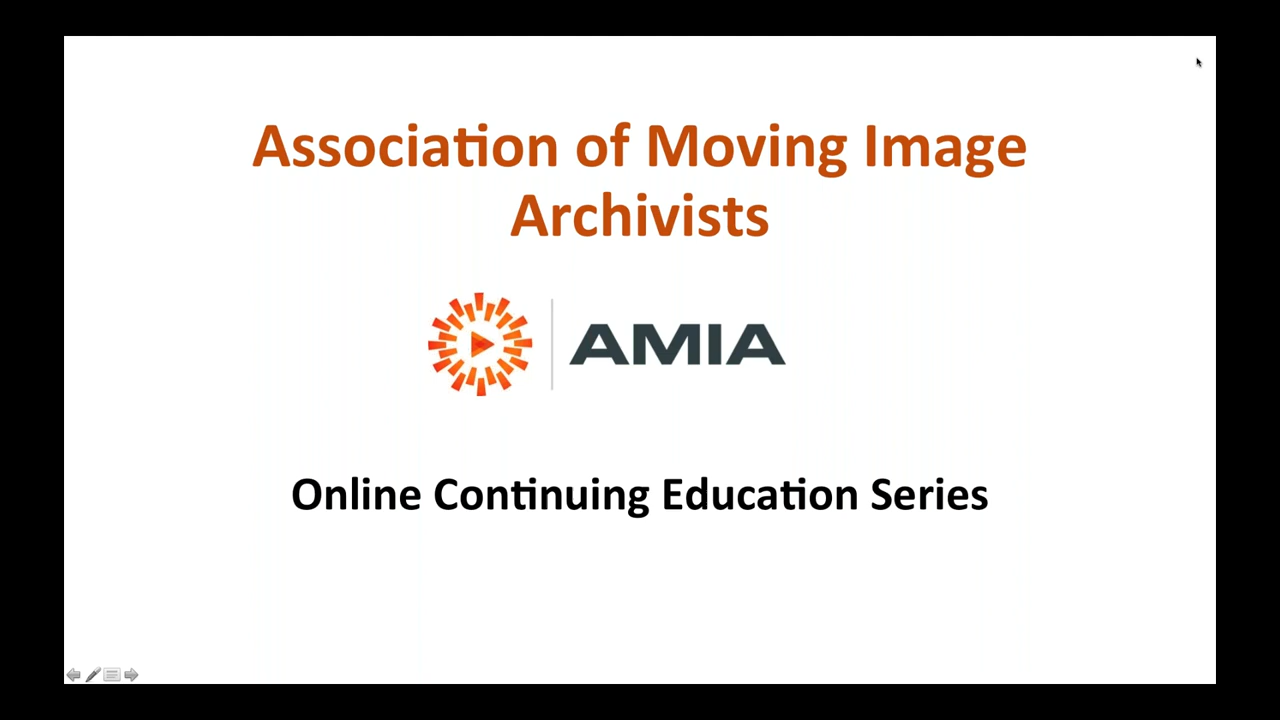 Association of Moving Image
Archivists
AMIA
Online Continuing Education Series